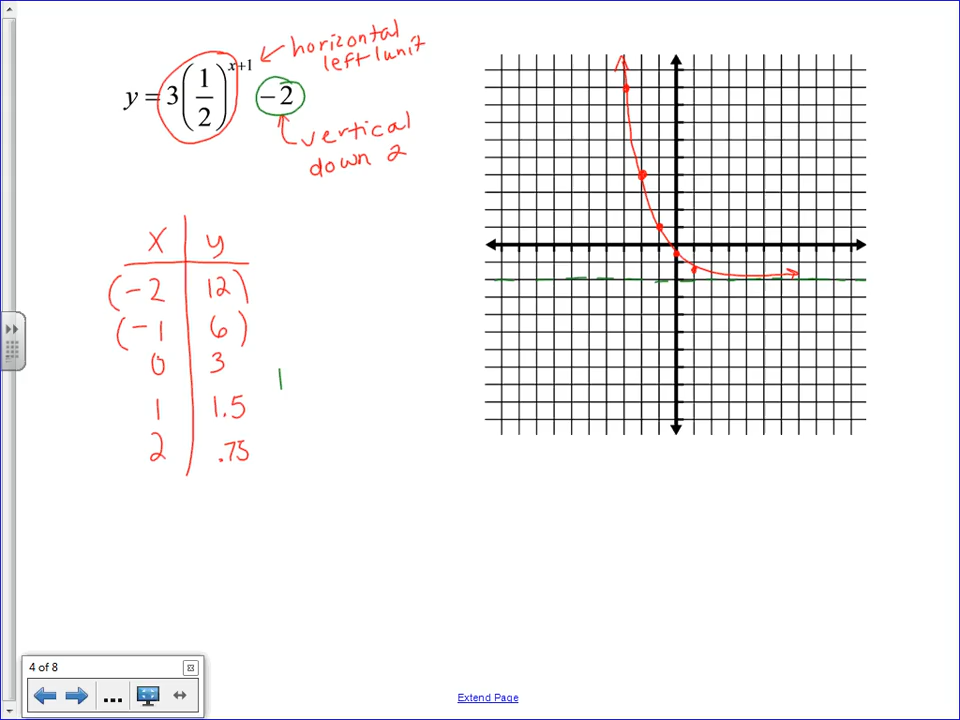 y = 3(1/2)^(x+1) −2
horizontal
left 1 unit
vertical
down 2
x y
(-2 12)
(-1 6)
0 3
1 1.5
2 .75
4 of 8
...
Extend Page